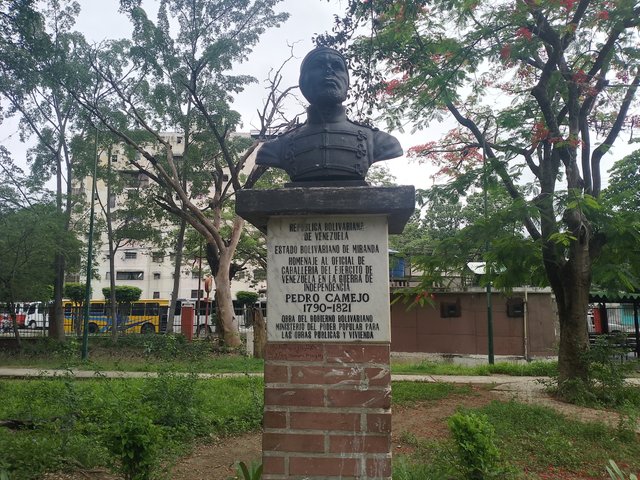 REPUBLICA BOLIVARIANA
DE VENEZUELA
ESTADO BOLIVARIANO DE MIRANDA
HOMENAJE AL OFICIAL DE
CABALLERIA DEL EJERCITO DE
VENEZUELA EN LA GUERRA DE
INDEPENDENCIA
PEDRO CAMEJO
1790-1821
OBRA DEL GOBIERNO BOLIVARIANO
MINISTERIO DEL PODER POPULAR PARA
LAS OBRAS PUBLICAS Y VIVIENDA